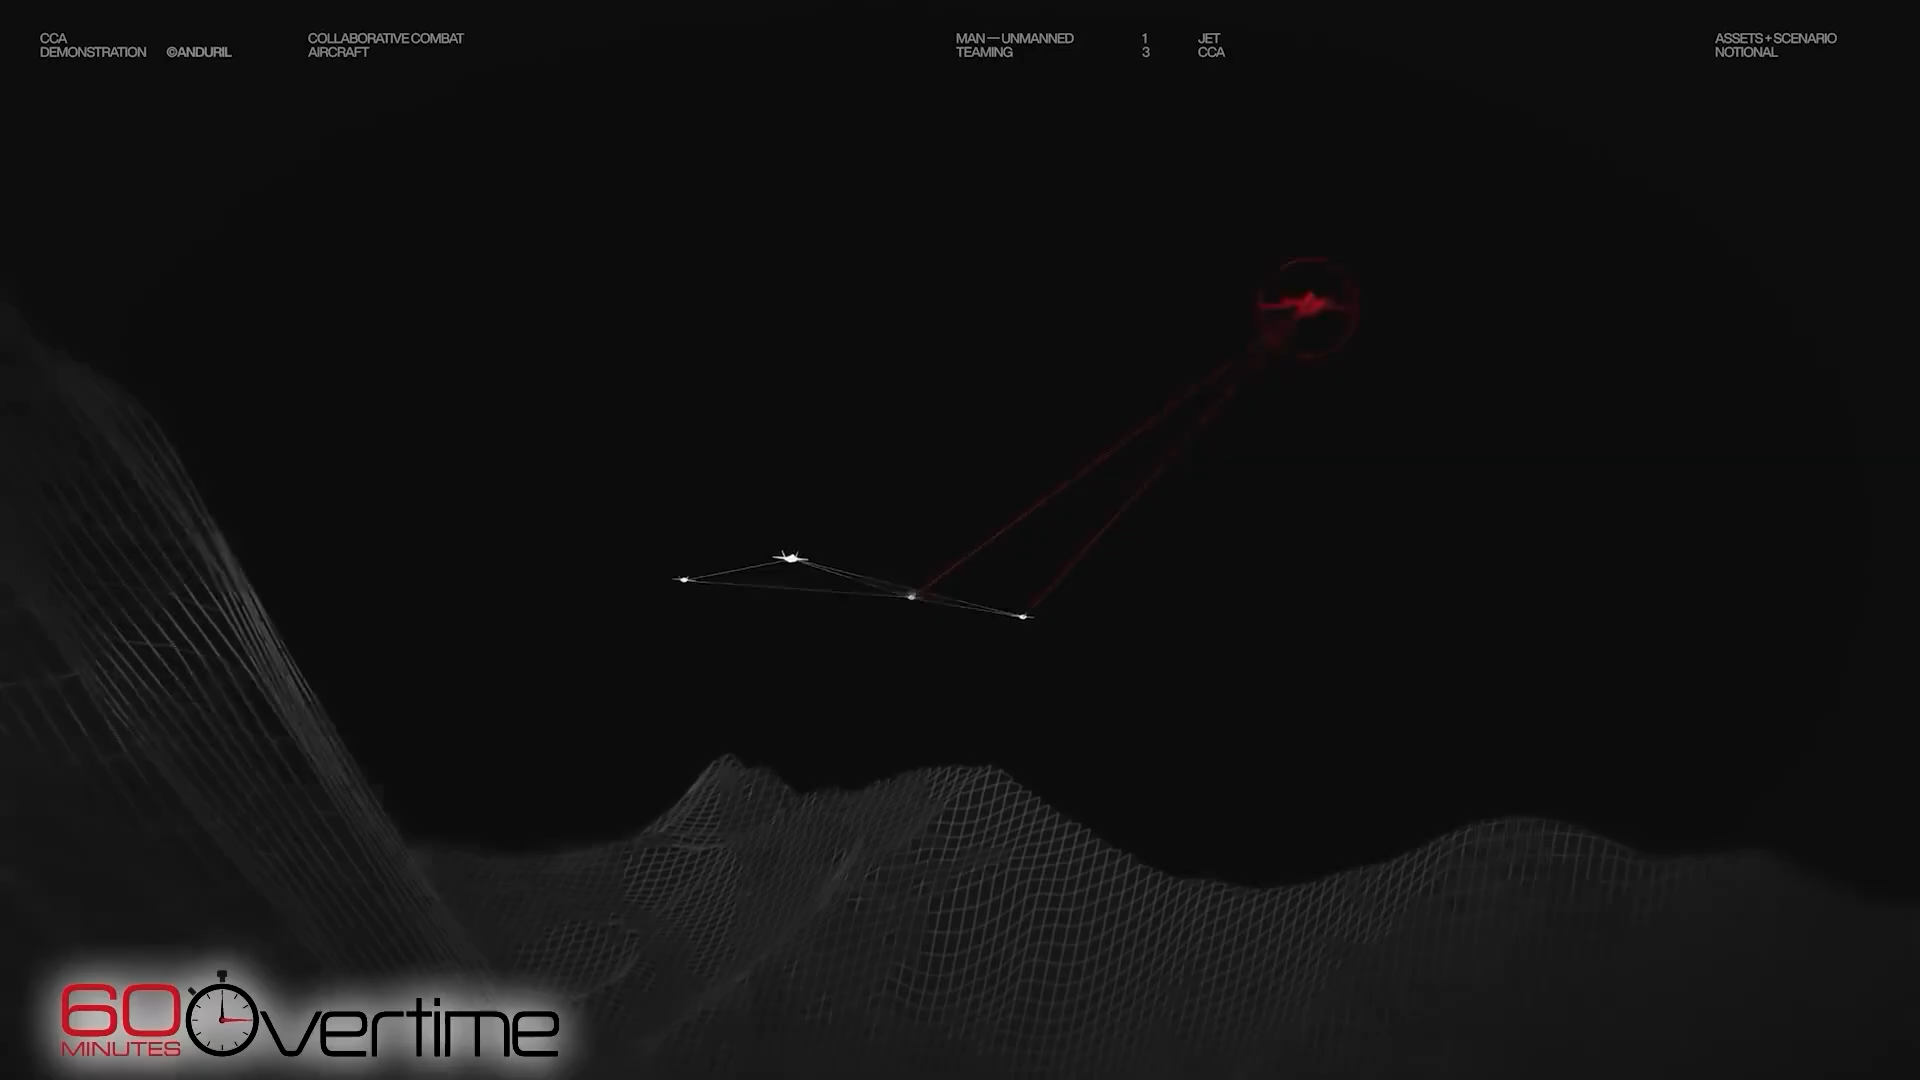 CCA
DEMONSTRATION ©ANDURIL
COLLABORATIVE COMBAT
AIRCRAFT
MAN — UNMANNED
TEAMING
1 JET
3 CCA
ASSETS + SCENARIO
NOTIONAL
60 Overtime
MINUTES